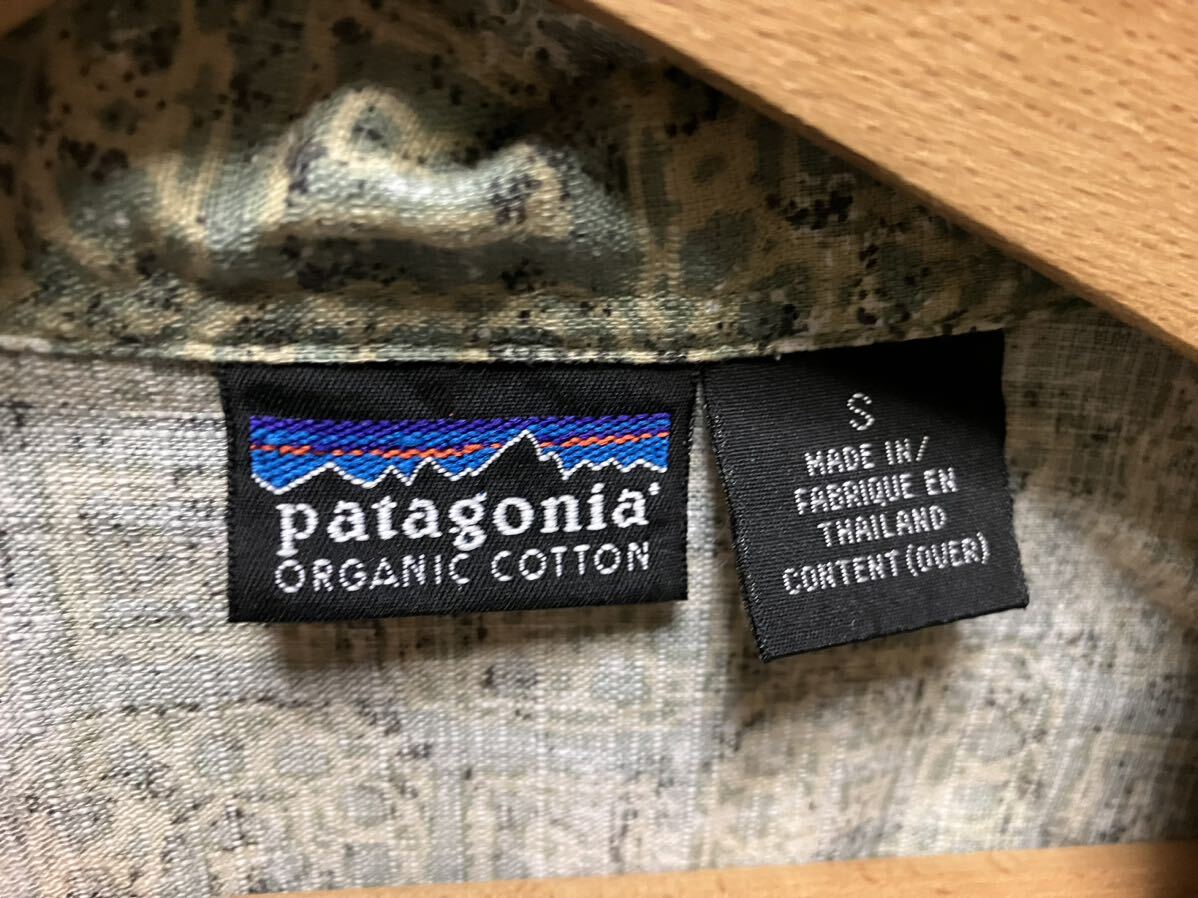 patagonia®
ORGANIC COTTON
S
MADE IN/
FABRIQUE EN
THAILAND
CONTENT (OVER)